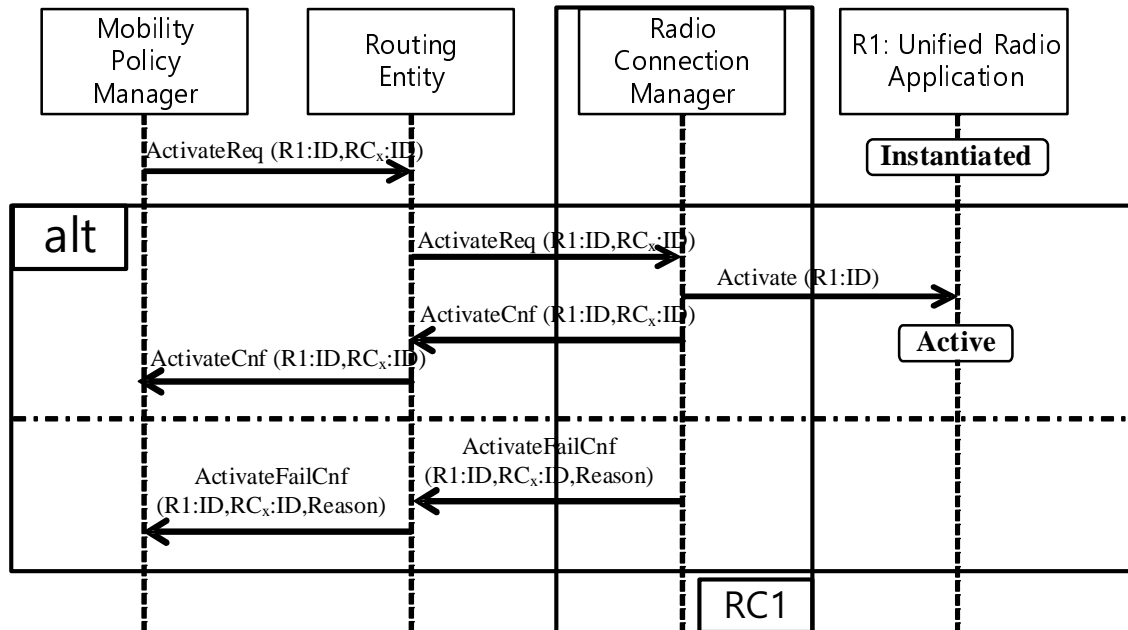 Mobility
Policy
Manager
Routing
Entity
Radio
Connection
Manager
R1: Unified Radio
Application
ActivateReq (R1:ID,RCₓ:ID)
Instantiated
alt
ActivateReq (R1:ID,RCₓ:ID)
Activate (R1:ID)
ActivateCnf (R1:ID,RCₓ:ID)
Active
ActivateCnf (R1:ID,RCₓ:ID)
ActivateFailCnf
(R1:ID,RCₓ:ID,Reason)
ActivateFailCnf
(R1:ID,RCₓ:ID,Reason)
RC1